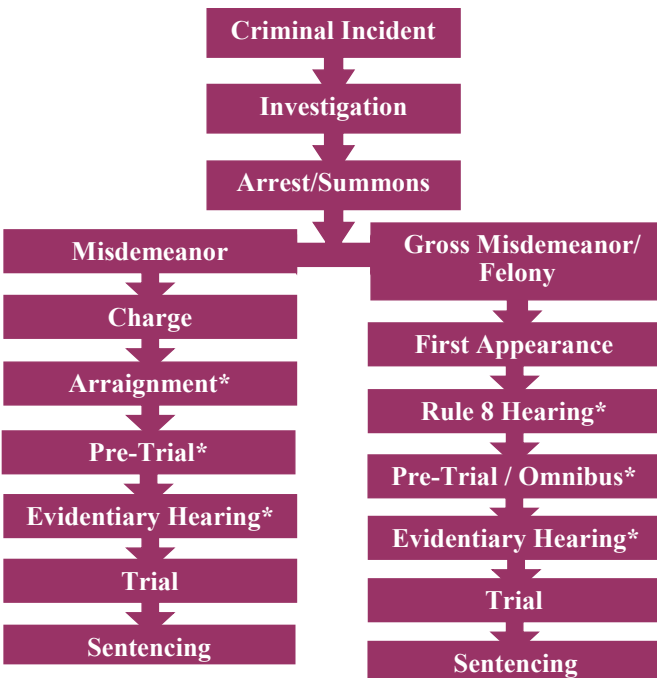 Criminal Incident
Investigation
Arrest/Summons
Misdemeanor
Charge
Arraignment*
Pre-Trial*
Evidentiary Hearing*
Trial
Sentencing
Gross Misdemeanor/
Felony
First Appearance
Rule 8 Hearing*
Pre-Trial / Omnibus*
Evidentiary Hearing*
Trial
Sentencing